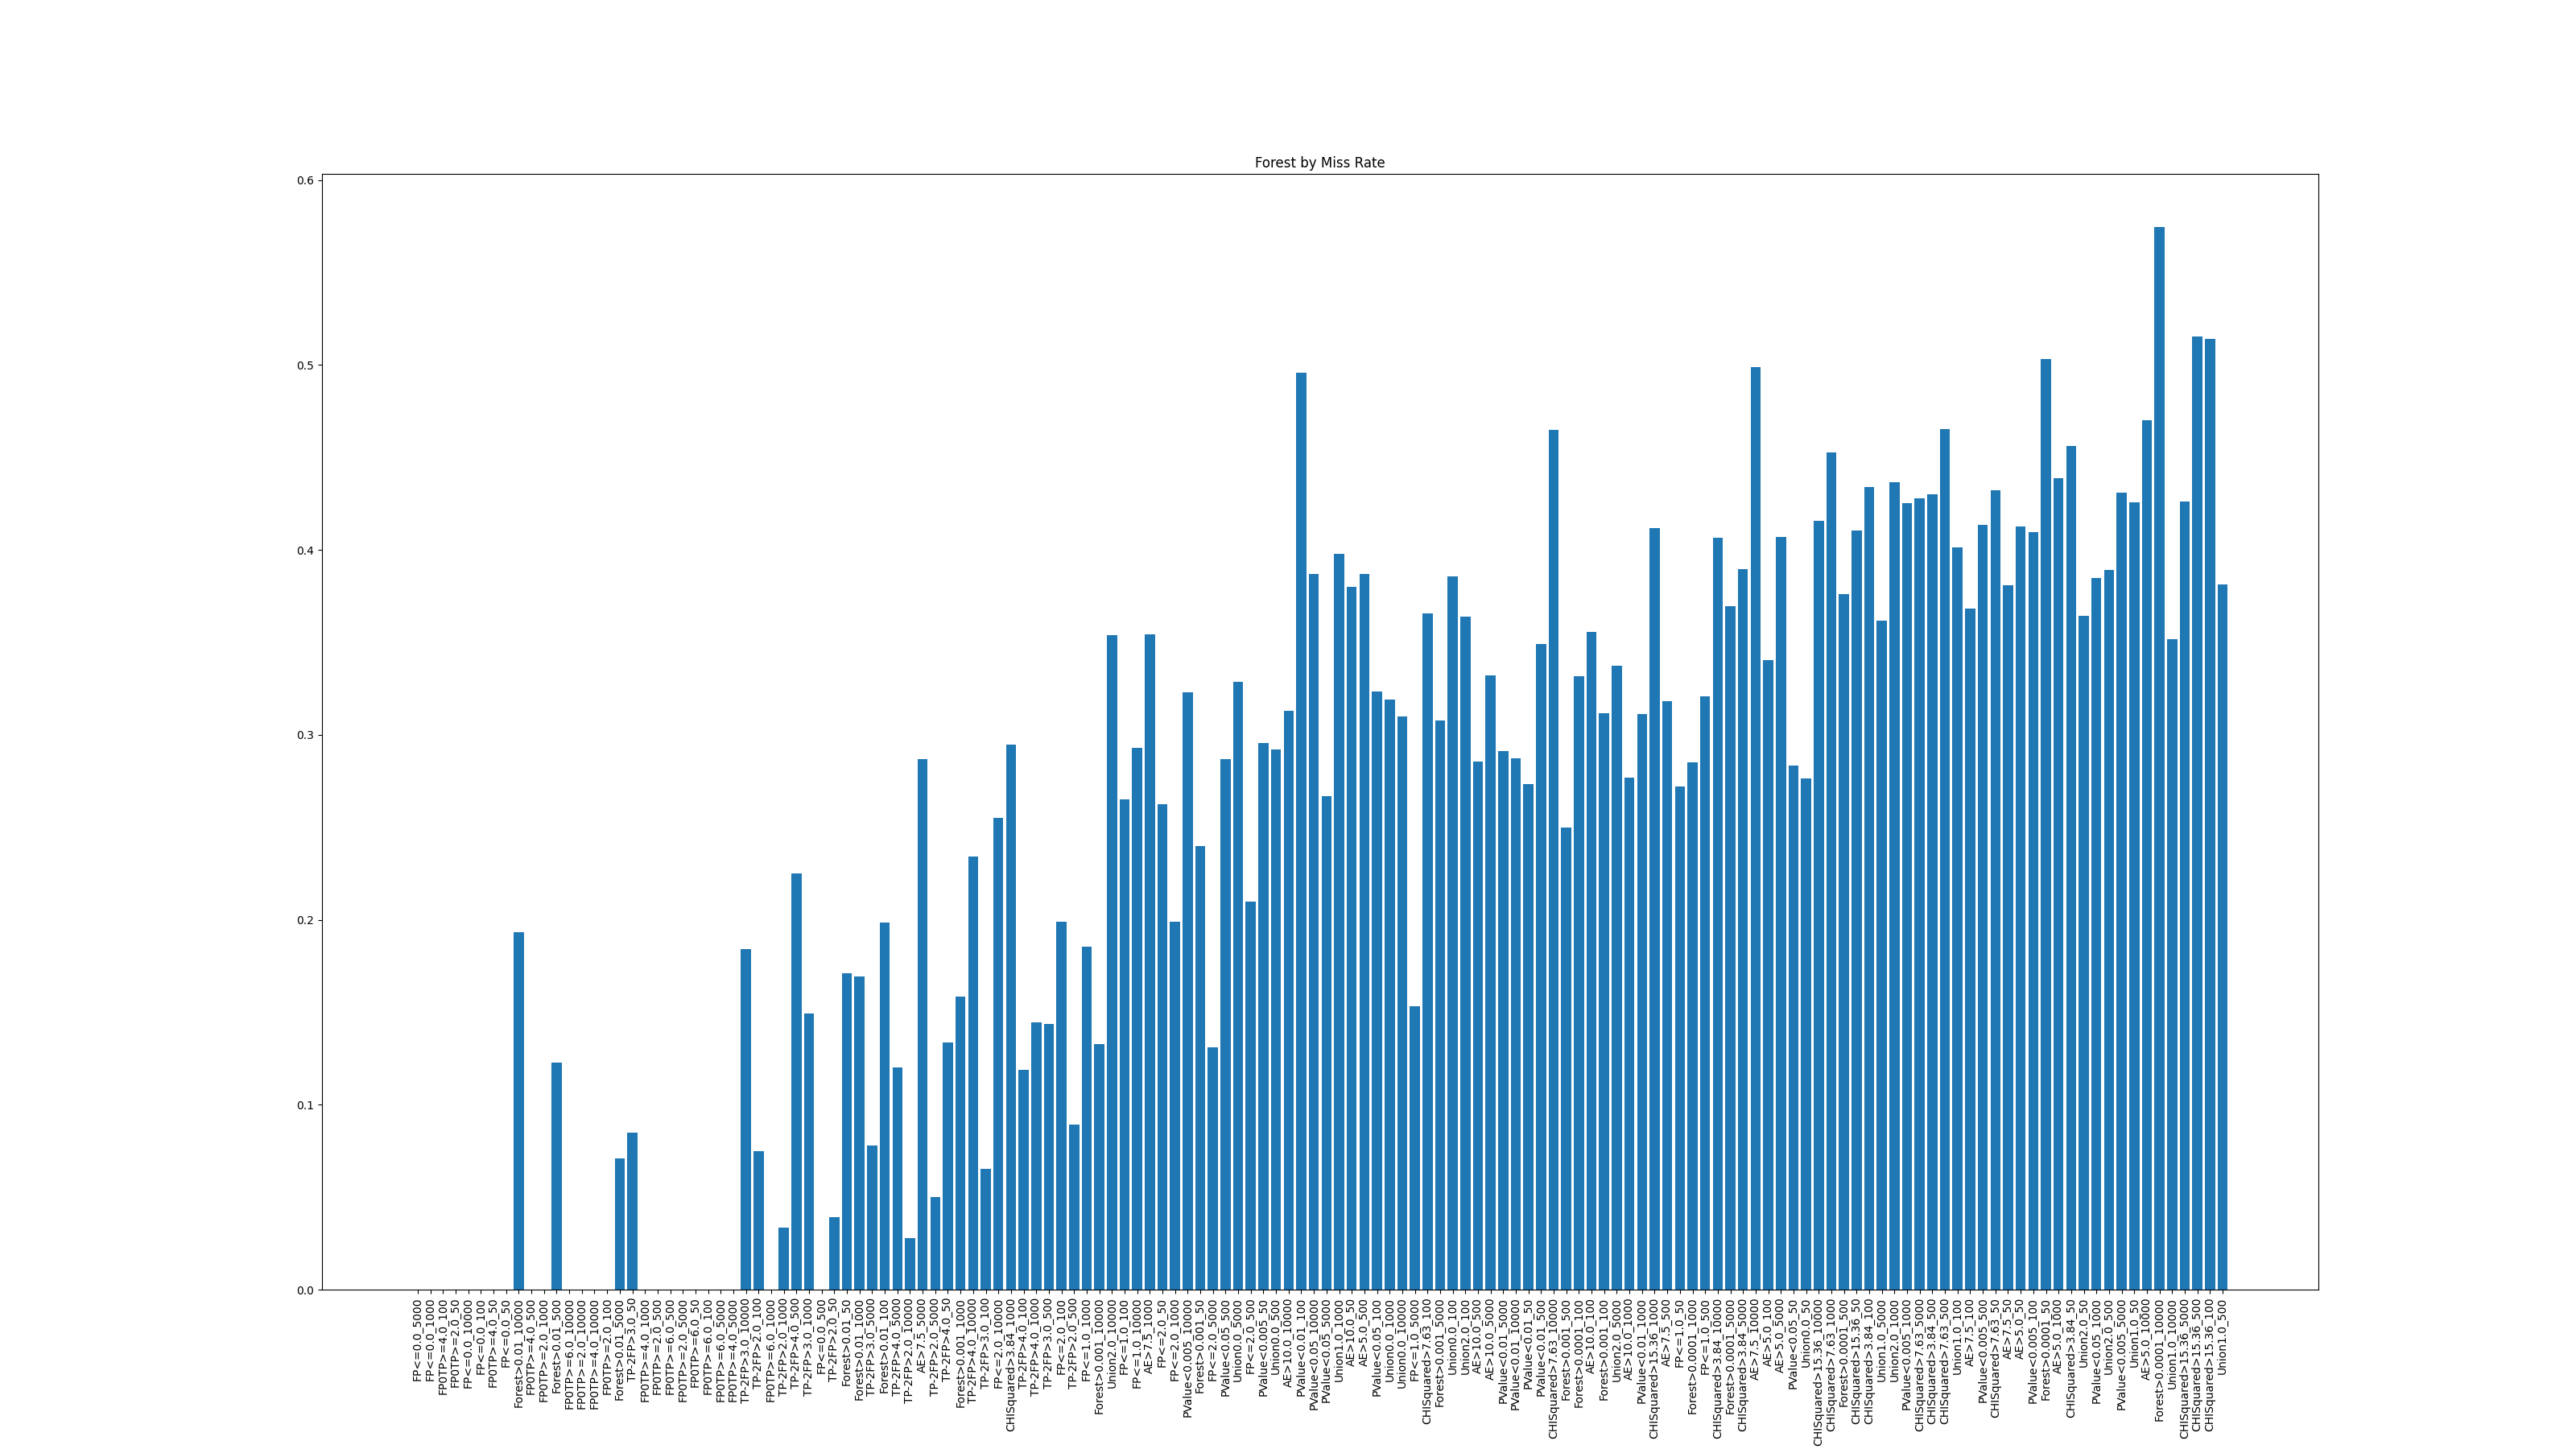 Forest by Miss Rate
0.6
0.5
0.4
0.3
0.2
0.1
0.0
FP<=0.0_5000
FP<=0.0_1000
FP0TP>=4.0_100
FP0TP>=2.0_50
FP<=0.0_10000
FP<=0.0_100
FP0TP>=4.0_50
FP<=0.0_50
Forest>0.01_10000
FP0TP>=4.0_500
FP0TP>=2.0_1000
Forest>0.01_500
FP0TP>=6.0_10000
FP0TP>=2.0_10000
FP0TP>=4.0_10000
FP0TP>=2.0_100
Forest>0.01_5000
TP-2FP>3.0_50
FP0TP>=4.0_1000
FP0TP>=2.0_500
FP0TP>=6.0_500
FP0TP>=2.0_5000
FP0TP>=6.0_50
FP0TP>=6.0_100
FP0TP>=6.0_5000
FP0TP>=4.0_5000
TP-2FP>3.0_10000
TP-2FP>2.0_100
FP0TP>=6.0_1000
TP-2FP>2.0_1000
TP-2FP>4.0_500
TP-2FP>3.0_1000
FP<=0.0_500
TP-2FP>2.0_50
Forest>0.01_50
Forest>0.01_1000
TP-2FP>3.0_5000
Forest>0.01_100
TP-2FP>4.0_5000
TP-2FP>2.0_10000
AE>7.5_5000
TP-2FP>2.0_5000
TP-2FP>4.0_50
Forest>0.001_1000
TP-2FP>4.0_10000
TP-2FP>3.0_100
FP<=2.0_10000
CHISquared>3.84_1000
TP-2FP>4.0_100
TP-2FP>4.0_1000
TP-2FP>3.0_500
FP<=2.0_100
TP-2FP>2.0_500
FP<=1.0_1000
Forest>0.001_10000
Union2.0_10000
FP<=1.0_100
FP<=1.0_10000
AE>7.5_1000
FP<=2.0_50
FP<=2.0_1000
PValue<0.005_10000
Forest>0.001_50
FP<=2.0_5000
PValue<0.05_500
Union0.0_5000
FP<=2.0_500
PValue<0.005_50
Union0.0_500
AE>10.0_10000
PValue<0.01_100
PValue<0.05_10000
PValue<0.05_5000
Union1.0_1000
AE>10.0_50
AE>5.0_500
PValue<0.05_100
Union0.0_1000
Union0.0_10000
FP<=1.0_5000
CHISquared>7.63_100
Forest>0.001_5000
Union0.0_100
Union2.0_100
AE>10.0_500
AE>10.0_5000
PValue<0.01_5000
PValue<0.01_10000
PValue<0.01_50
PValue<0.01_500
CHISquared>7.63_10000
Forest>0.001_500
Forest>0.0001_100
AE>10.0_100
Forest>0.001_100
Union2.0_5000
AE>10.0_1000
PValue<0.01_1000
CHISquared>15.36_1000
AE>7.5_500
FP<=1.0_50
Forest>0.0001_1000
FP<=1.0_500
CHISquared>3.84_10000
Forest>0.0001_5000
CHISquared>3.84_5000
AE>7.5_10000
AE>5.0_100
AE>5.0_5000
PValue<0.05_50
Union0.0_50
CHISquared>15.36_10000
CHISquared>7.63_1000
Forest>0.0001_500
CHISquared>15.36_50
CHISquared>3.84_100
Union1.0_5000
Union2.0_1000
PValue<0.005_1000
CHISquared>7.63_5000
CHISquared>3.84_500
CHISquared>7.63_500
Union1.0_100
AE>7.5_100
PValue<0.005_500
CHISquared>7.63_50
AE>7.5_50
AE>5.0_50
PValue<0.005_100
Forest>0.0001_50
AE>5.0_1000
CHISquared>3.84_50
Union2.0_50
PValue<0.05_1000
Union2.0_500
PValue<0.005_5000
Union1.0_50
AE>5.0_10000
Forest>0.0001_10000
Union1.0_10000
CHISquared>15.36_5000
CHISquared>15.36_500
CHISquared>15.36_100
Union1.0_500